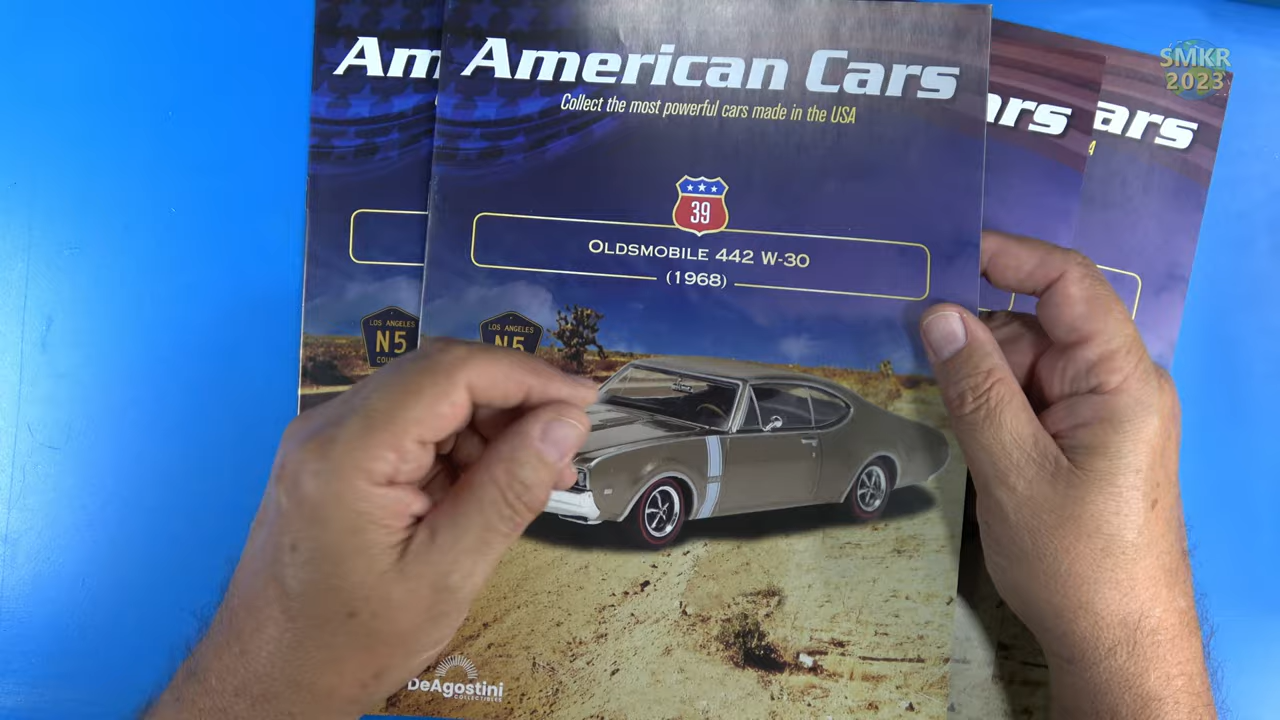 American Cars
Collect the most powerful cars made in the USA
39
OLDSMOBILE 442 W-30
(1968)
LOS ANGELES
N5
DeAgostini
COLLECTIBLES
Am
LOS ANGELES
N5
ars
ars
A
SMKR
2023